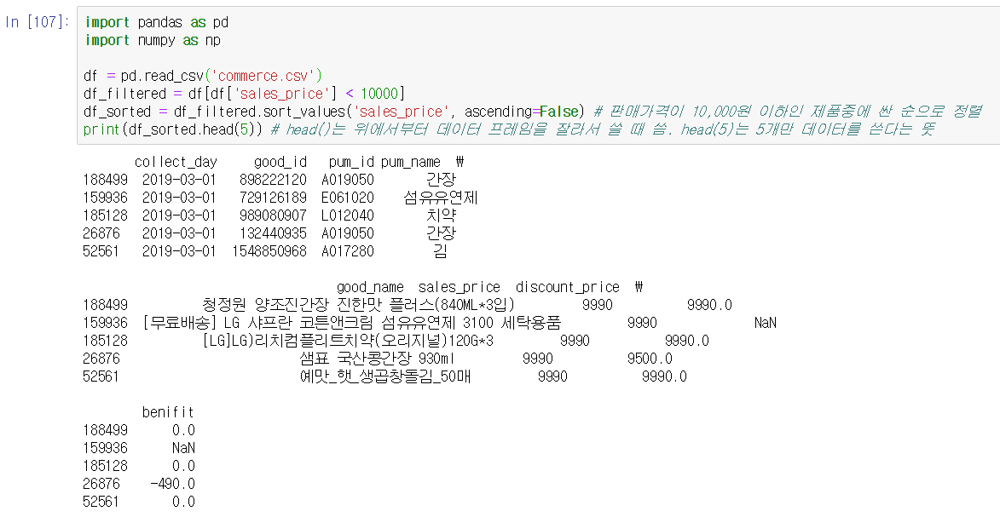 In [107]:
import pandas as pd
import numpy as np
df = pd.read_csv('commerce.csv')
df_filtered = df[df['sales_price'] < 10000]
df_sorted = df_filtered.sort_values('sales_price', ascending=False) # 판매가격이 10,000원 이하인 제품중에 싼 순으로 정렬
print(df_sorted.head(5)) # head()는 위에서부터 데이터 프레임을 잘라서 쓸 때 씀. head(5)는 5개만 데이터를 쓴다는 뜻
collect_day good_id pum_id pum_name ₩
188499 2019-03-01 898222120 A019050 간장
159936 2019-03-01 729126189 E061020 섬유유연제
185128 2019-03-01 989080907 L012040 치약
26876 2019-03-01 132440935 A019050 간장
52561 2019-03-01 1548850968 A017280 김
good_name sales_price discount_price ₩
188499 청정원 양조진간장 진한맛 플러스(840ML*3입) 9990 9990.0
159936 [무료배송] LG 샤프란 코튼앤크림 섬유유연제 3100 세탁용품 9990 NaN
185128 [LG]LG)리치컴플리트치약(오리지널)120G*3 9990 9990.0
26876 샘표 국산콩간장 930ml 9990 9500.0
52561 예맛_햇_생곱창돌김_50매 9990 9990.0
benifit
188499 0.0
159936 NaN
185128 0.0
26876 -490.0
52561 0.0